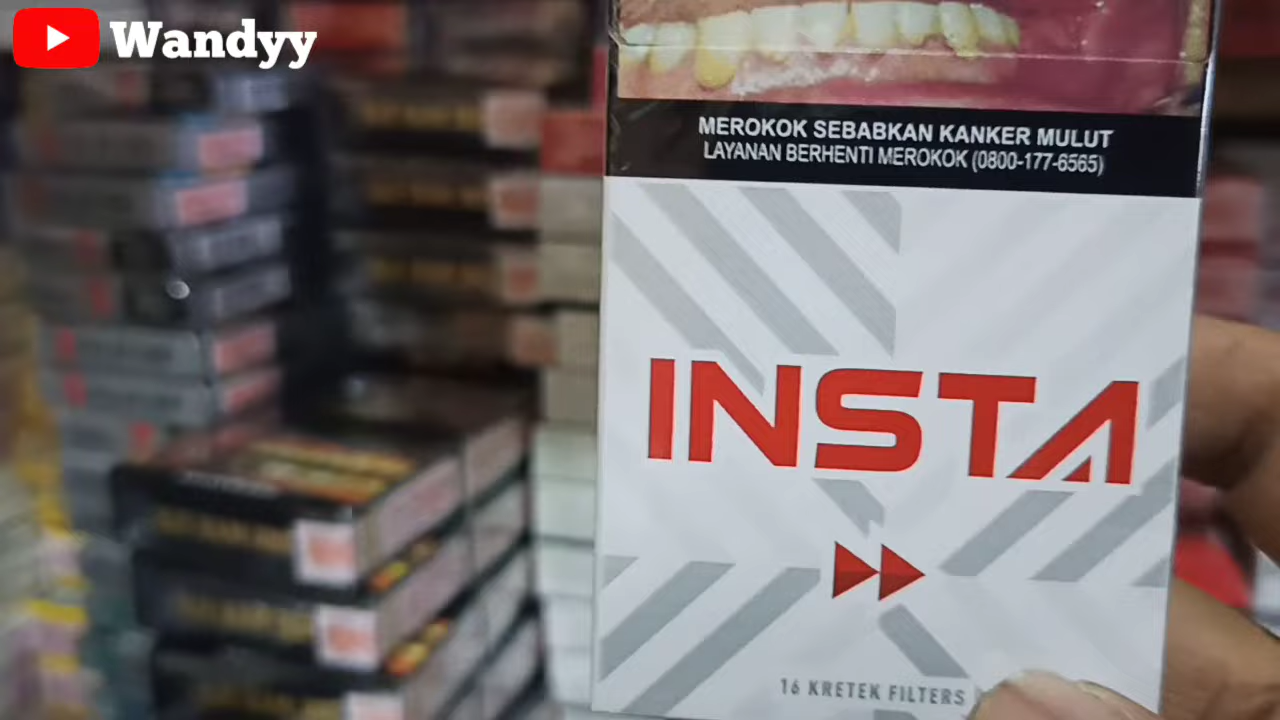 Wandyy
MEROKOK SEBABKAN KANKER MULUT
LAYANAN BERHENTI MEROKOK (0800-177-6565)
INSTA
16 KRETEK FILTERS